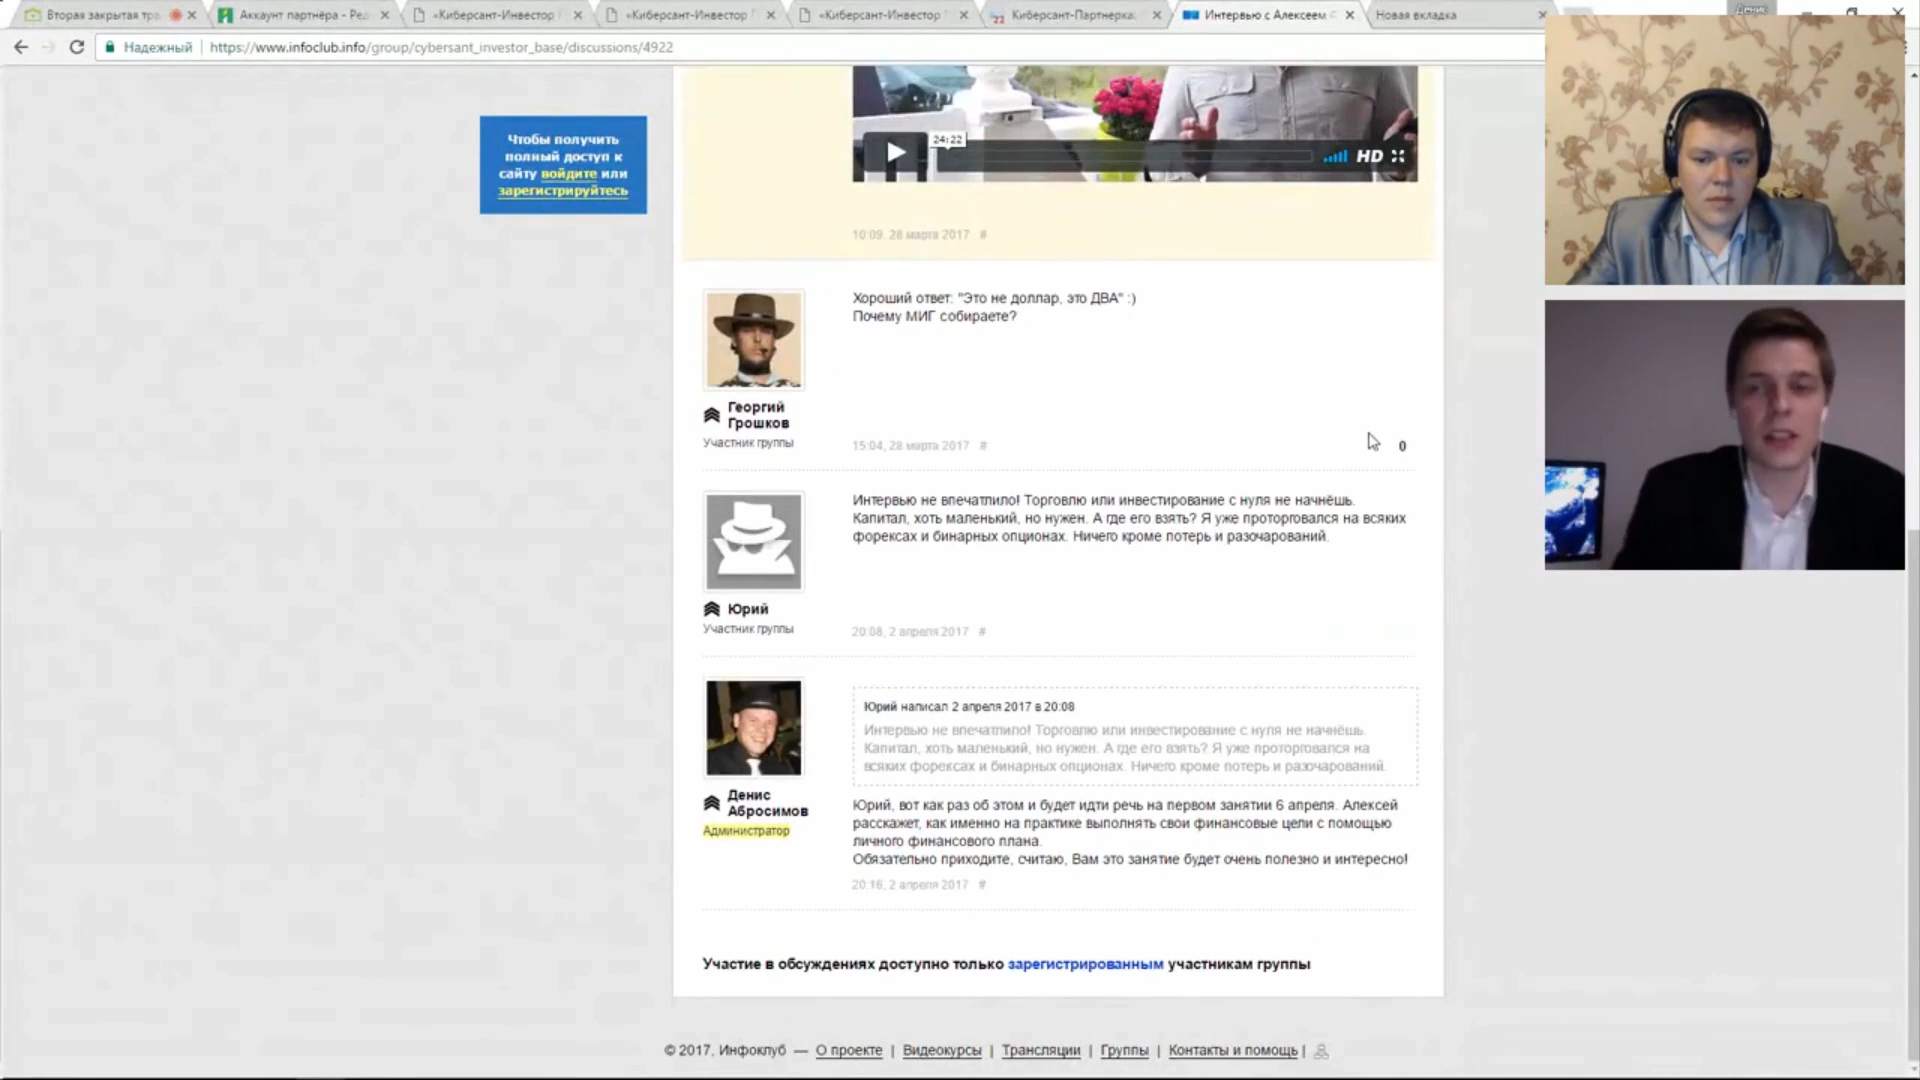 Вторая закрытая тра
Аккаунт партнёра - Ре
«Киберсант-Инвестор
«Киберсант-Инвестор
«Киберсант-Инвестор
Киберсант-Партнерка:
Интервью с Алексеем
Новая вкладка
Денис
Надежный
https://www.infoclub.info/group/cybersant_investor_base/discussions/4922
Чтобы получить
полный доступ к
сайту войдите или
зарегистрируйтесь
24:22
HD
10:09, 28 марта 2017 #
Хороший ответ: "Это не доллар, это ДВА" :)
Почему МИГ собираете?
Георгий
Грошков
Участник группы
15:04, 28 марта 2017 #
0
Интервью не впечатлило! Торговлю или инвестирование с нуля не начнёшь.
Капитал, хоть маленький, но нужен. А где его взять? Я уже проторговался на всяких
форексах и бинарных опционах. Ничего кроме потерь и разочарований.
Юрий
Участник группы
20:08, 2 апреля 2017 #
Юрий написал 2 апреля 2017 в 20:08
Интервью не впечатлило! Торговлю или инвестирование с нуля не начнёшь.
Капитал, хоть маленький, но нужен. А где его взять? Я уже проторговался на
всяких форексах и бинарных опционах. Ничего кроме потерь и разочарований.
Денис
Абросимов
Администратор
Юрий, вот как раз об этом и будет идти речь на первом занятии 6 апреля. Алексей
расскажет, как именно на практике выполнять свои финансовые цели с помощью
личного финансового плана.
Обязательно приходите, считаю, Вам это занятие будет очень полезно и интересно!
20:16, 2 апреля 2017 #
Участие в обсуждениях доступно только зарегистрированным участникам группы
© 2017, Инфоклуб — О проекте | Видеокурсы | Трансляции | Группы | Контакты и помощь |